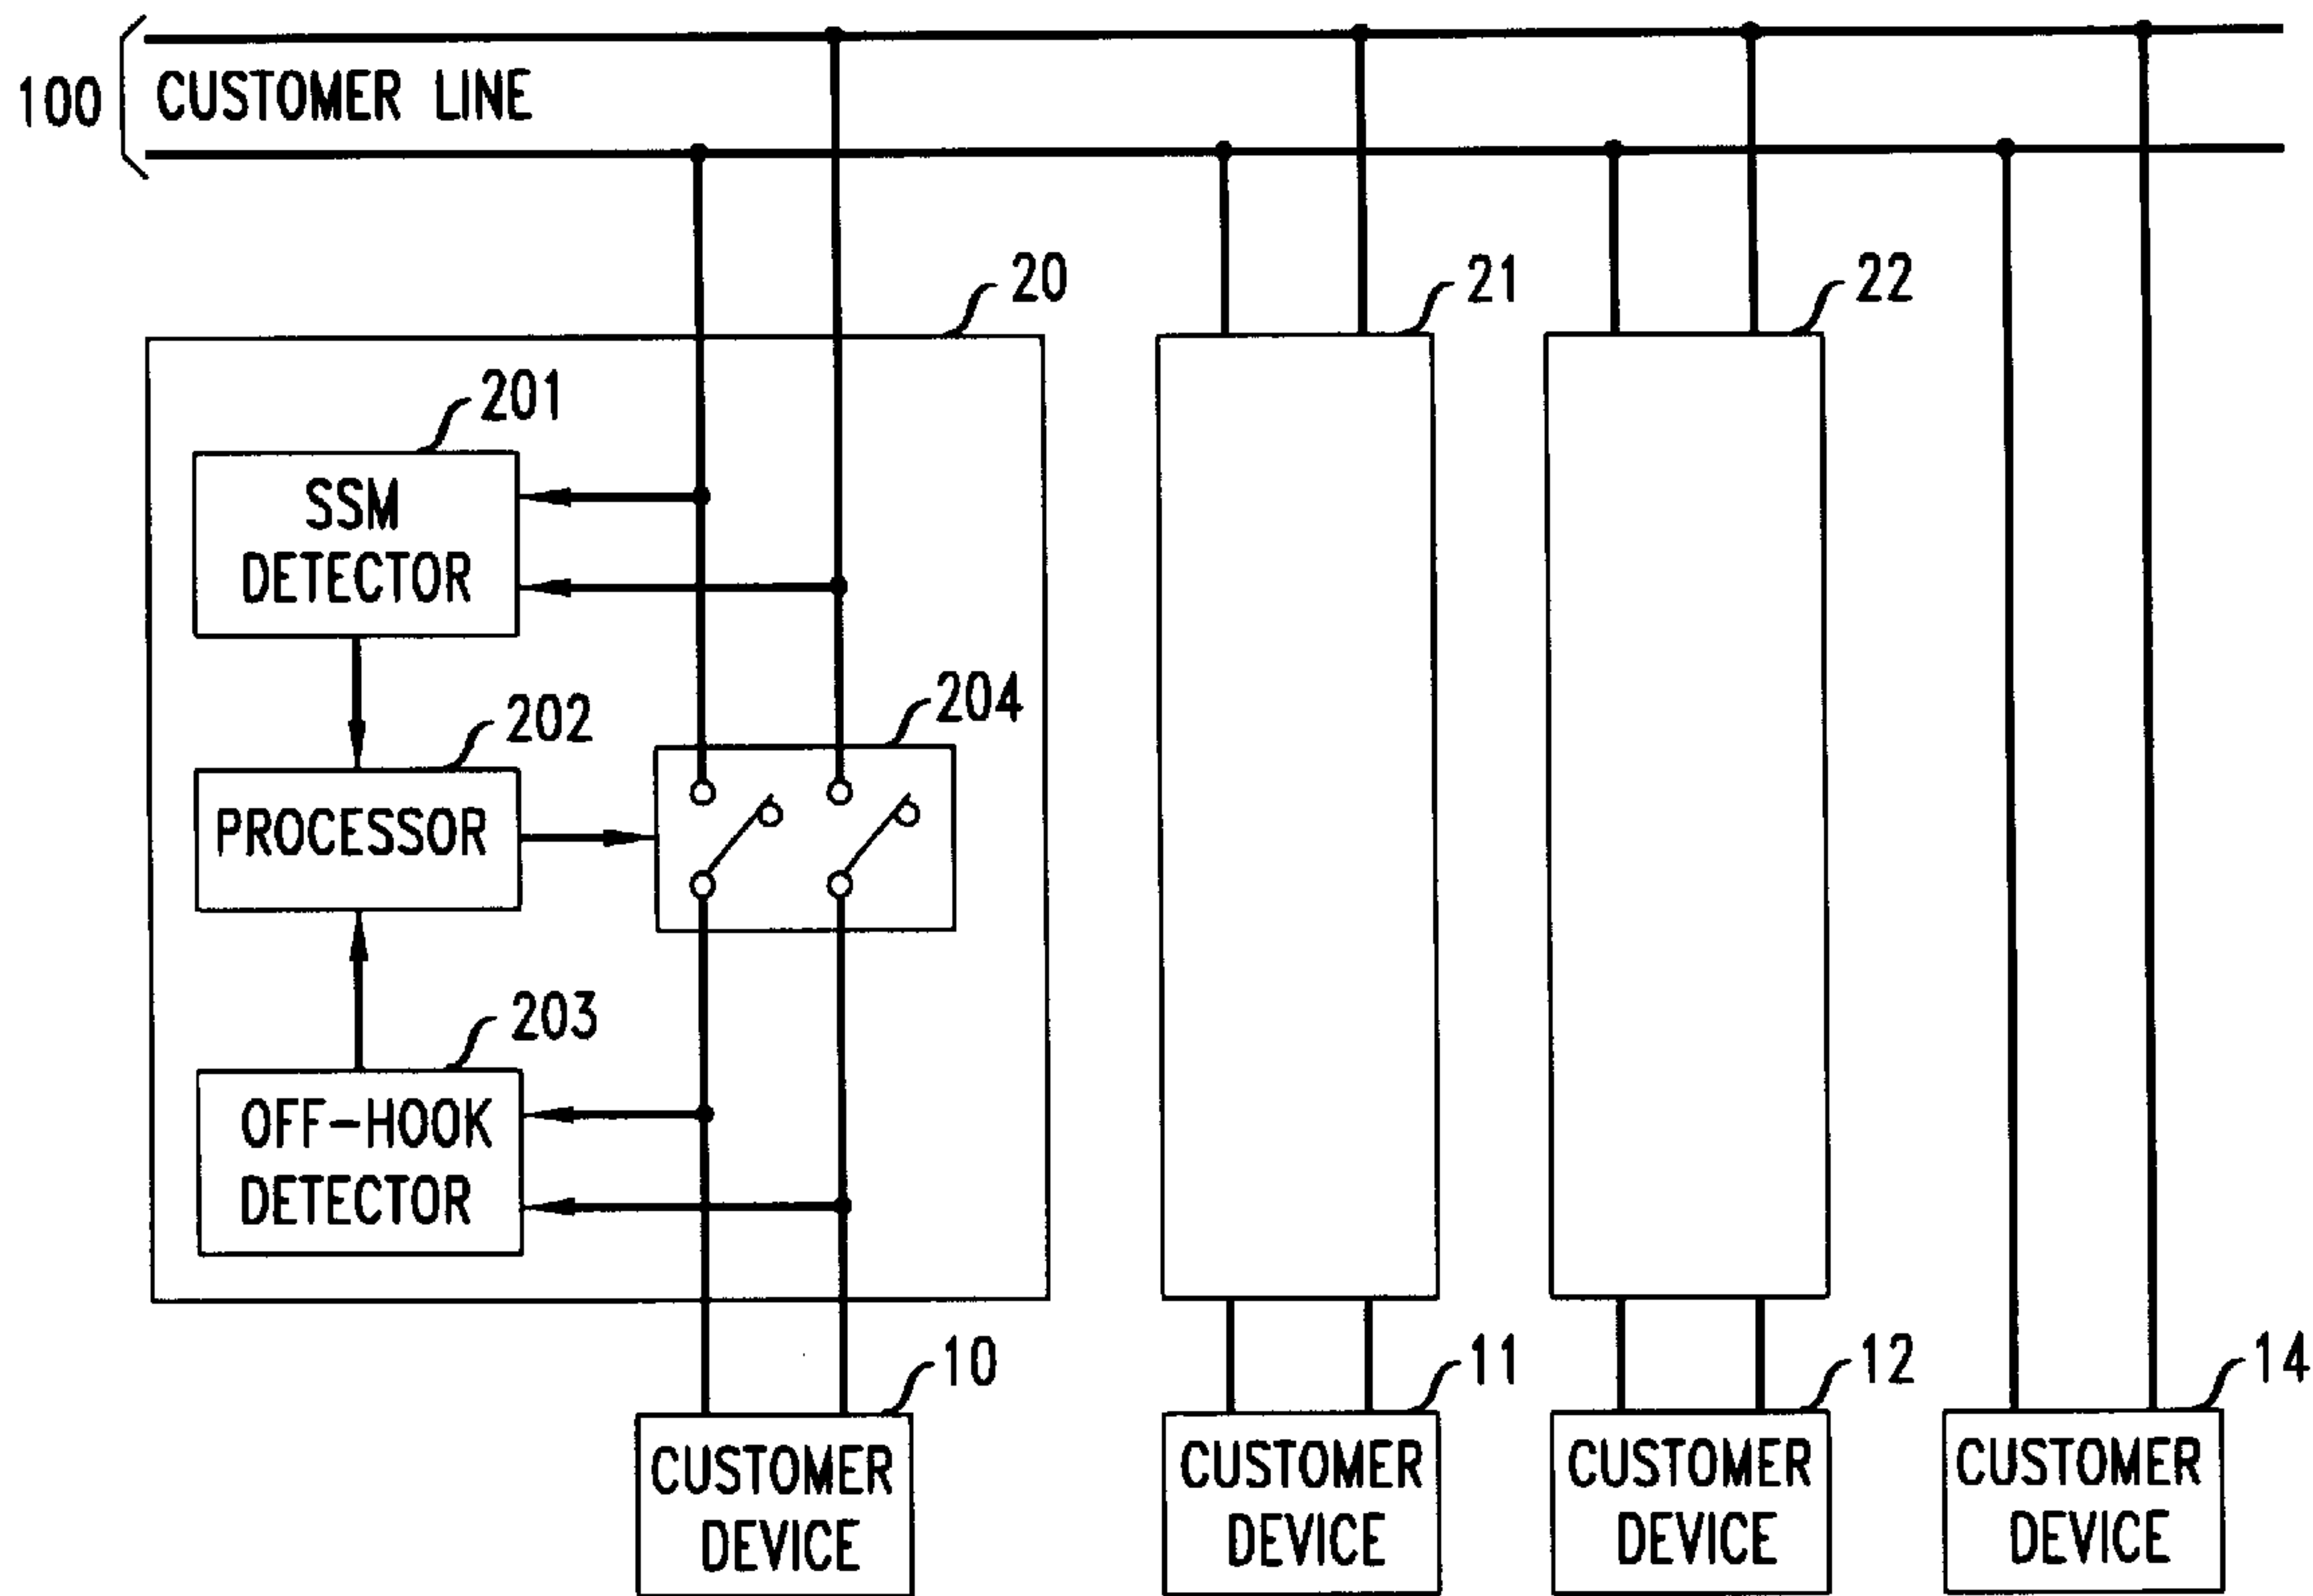 100
CUSTOMER LINE
20
21
22
201
SSM
DETECTOR
202
204
PROCESSOR
203
OFF-HOOK
DETECTOR
10
11
12
14
CUSTOMER
DEVICE
CUSTOMER
DEVICE
CUSTOMER
DEVICE
CUSTOMER
DEVICE